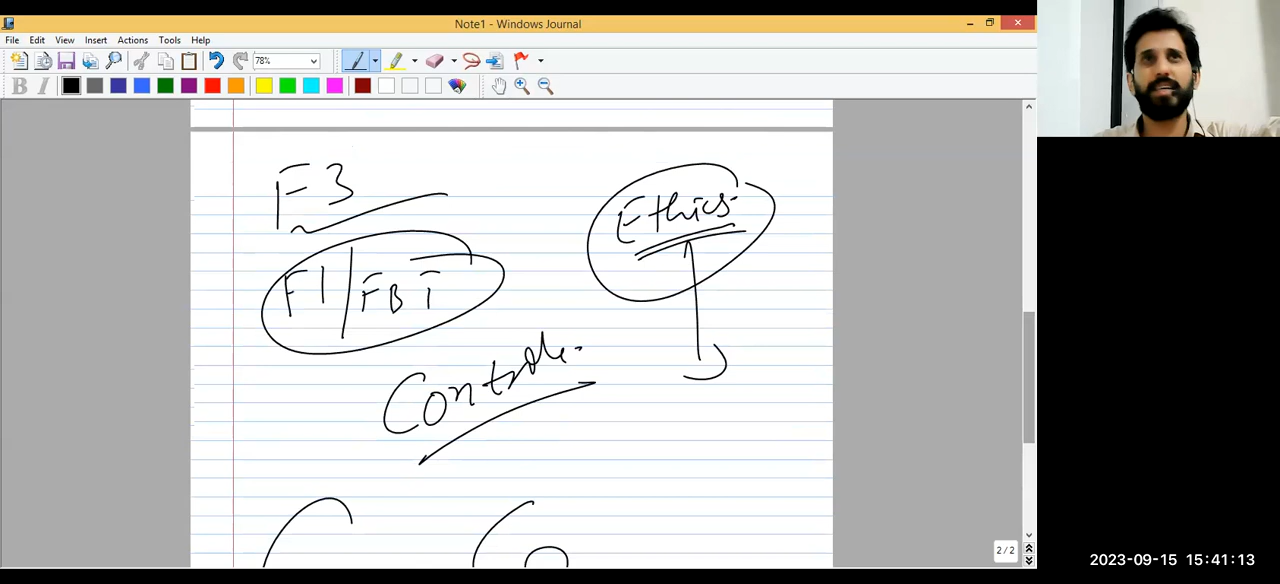 Note1 - Windows Journal
File Edit View Insert Actions Tools Help
78%
B I
F3
Ethics
F1 FBT
Controls
2 / 2
2023-09-15 15:41:13